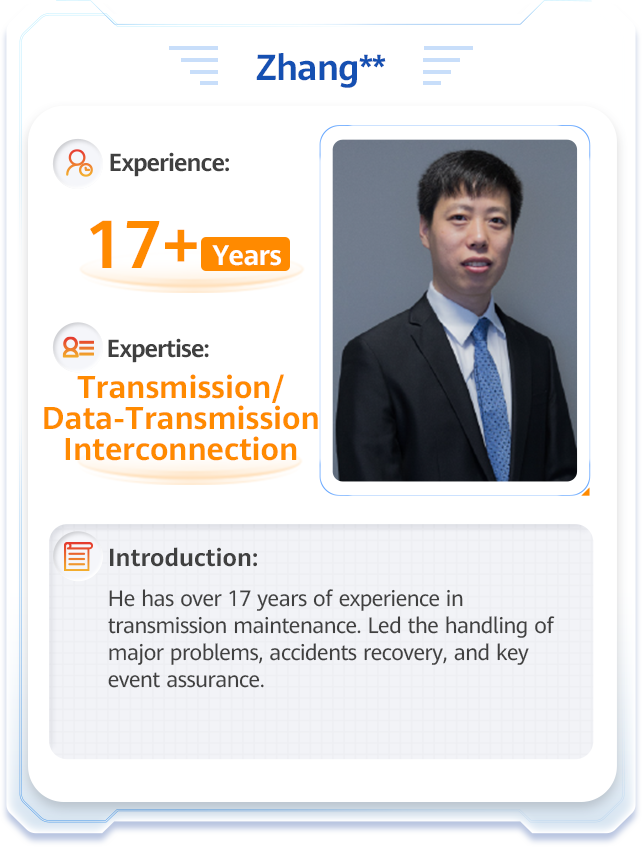 Zhang**
Experience:
17+ Years
Expertise:
Transmission/
Data-Transmission
Interconnection
Introduction:
He has over 17 years of experience in
transmission maintenance. Led the handling of
major problems, accidents recovery, and key
event assurance.